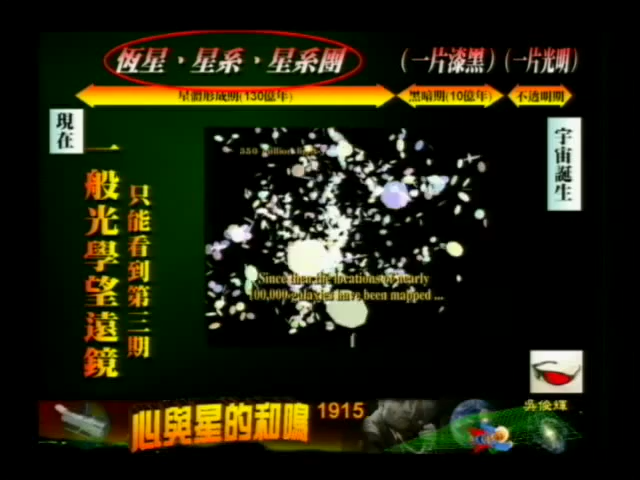 恆星、星系、星系團
(一片漆黑)
(一片光明)
星體形成期(130億年)
黑暗期(10億年)
不透明期
現在
宇宙誕生
一般光學望遠鏡
只能看到第三期
Since then the locations of nearly
100,000 galaxies have been mapped ...
吳俊輝
心與星的和鳴
1915